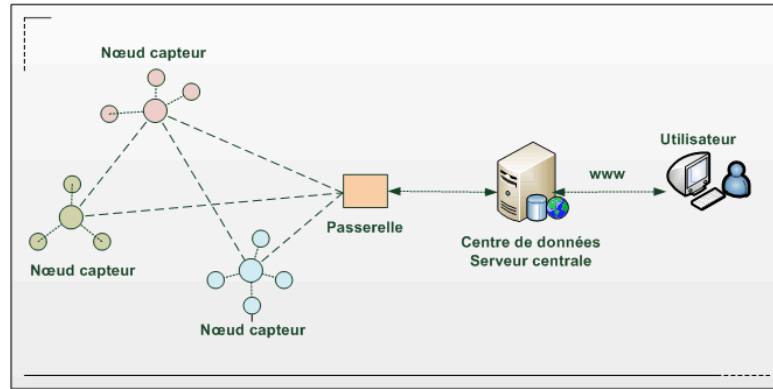 Nœud capteur
Utilisateur
www
Passerelle
Centre de données
Serveur centrale
Nœud capteur
Nœud capteur